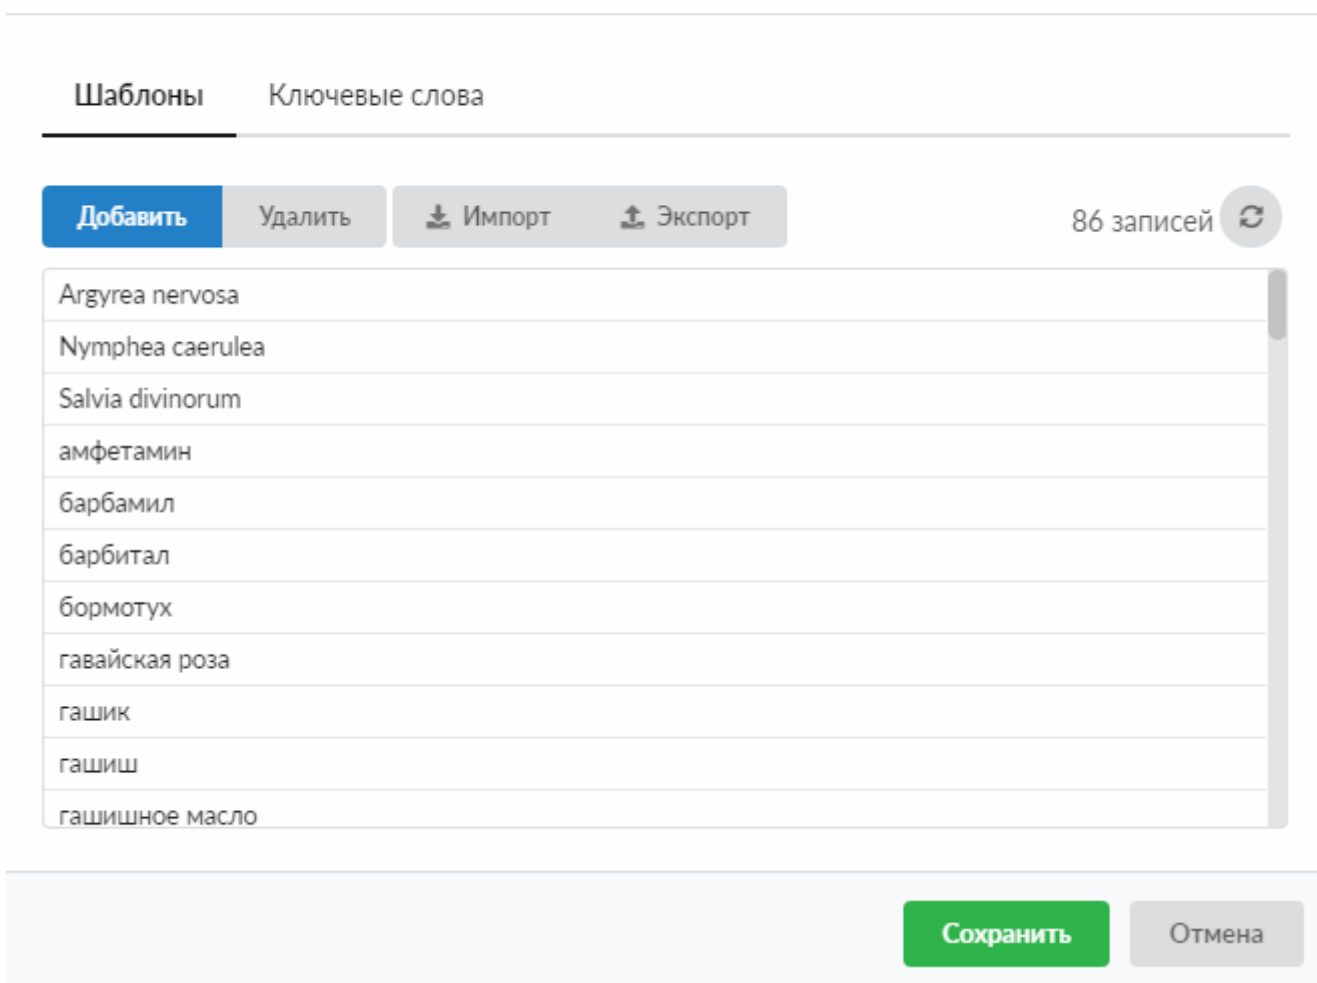 Шаблоны Ключевые слова
Добавить Удалить Импорт Экспорт 86 записей
Argyrea nervosa
Nymphea caerulea
Salvia divinorum
амфетамин
барбамил
барбитал
бормотух
гавайская роза
гашик
гашиш
гашишное масло
Сохранить Отмена